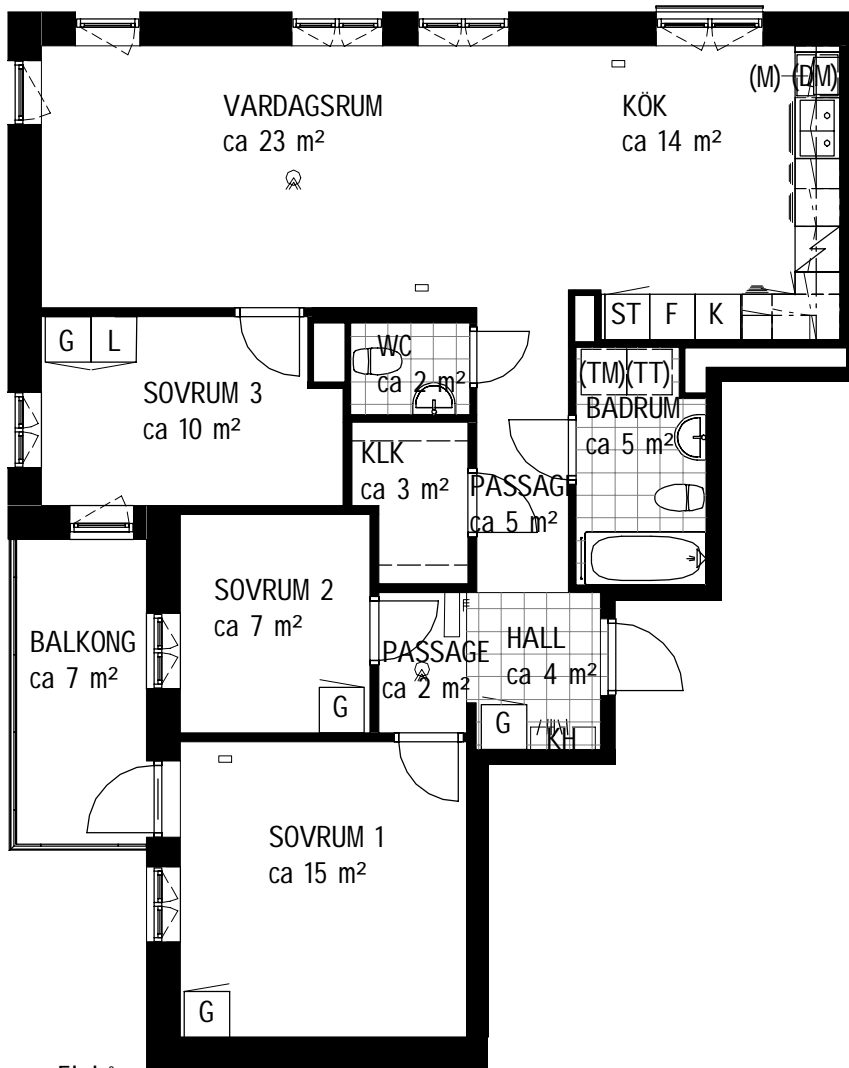 (M) (DM)
VARDAGSRUM
ca 23 m²
KÖK
ca 14 m²
ST F K
G L
WC
ca 2 m²
(TM) (TT)
SOVRUM 3
ca 10 m²
BADRUM
ca 5 m²
KLK
ca 3 m²
PASSAGE
ca 5 m²
SOVRUM 2
ca 7 m²
BALKONG
ca 7 m²
PASSAGE
ca 2 m²
HALL
ca 4 m²
G
G
KH
SOVRUM 1
ca 15 m²
G